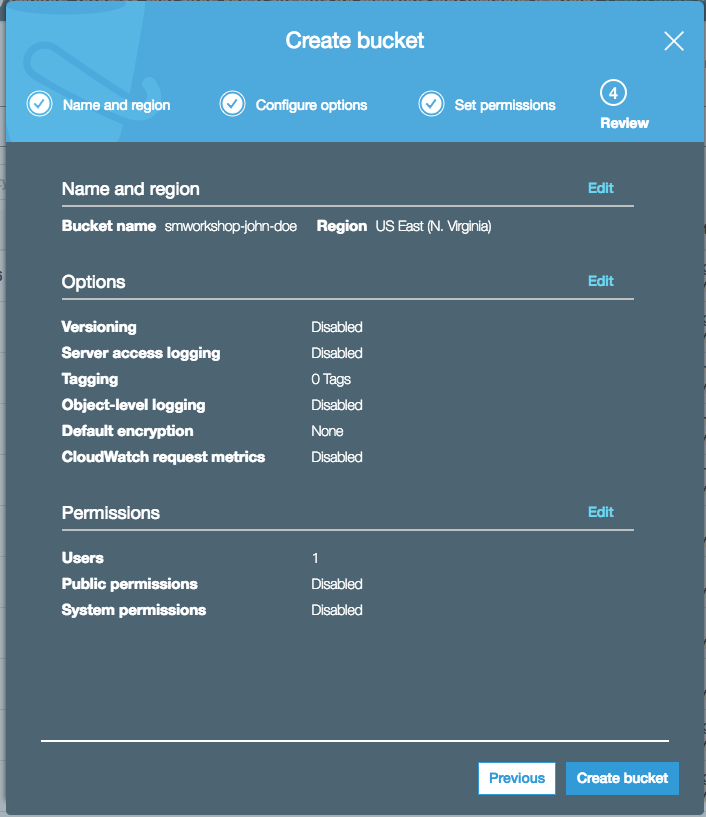 Create bucket
Name and region Configure options Set permissions 4
Review
Name and region Edit
Bucket name smworkshop-john-doe Region US East (N. Virginia)
Options Edit
Versioning Disabled
Server access logging Disabled
Tagging 0 Tags
Object-level logging Disabled
Default encryption None
CloudWatch request metrics Disabled
Permissions Edit
Users 1
Public permissions Disabled
System permissions Disabled
Previous Create bucket